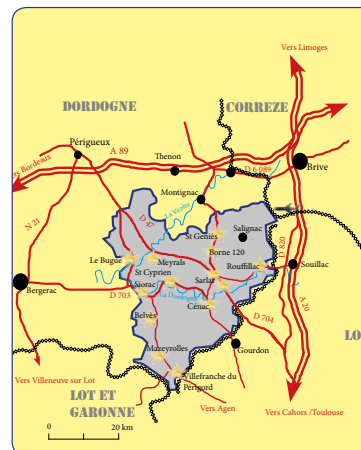 Vers Limoges
DORDOGNE
CORREZE
Périgueux
A 89
Vers Bordeaux
Thenon
D 6 089
Brive
Montignac
La Vézère
N 21
D 47
St Geniès
Salignac
Borne 120
D 820
Le Bugue
Meyrals
Rouffillac
Souillac
St Cyprien
Sarlat
Bergerac
Siorac
D 703
La Dordogne
A 20
Cénac
Belvès
D 704
LO
Gourdon
Mazeyrolles
Villefranche du
Périgord
Vers Villeneuve sur Lot
LOT ET
GARONNE
Vers Agen
Vers Cahors /Toulouse
0
20 km